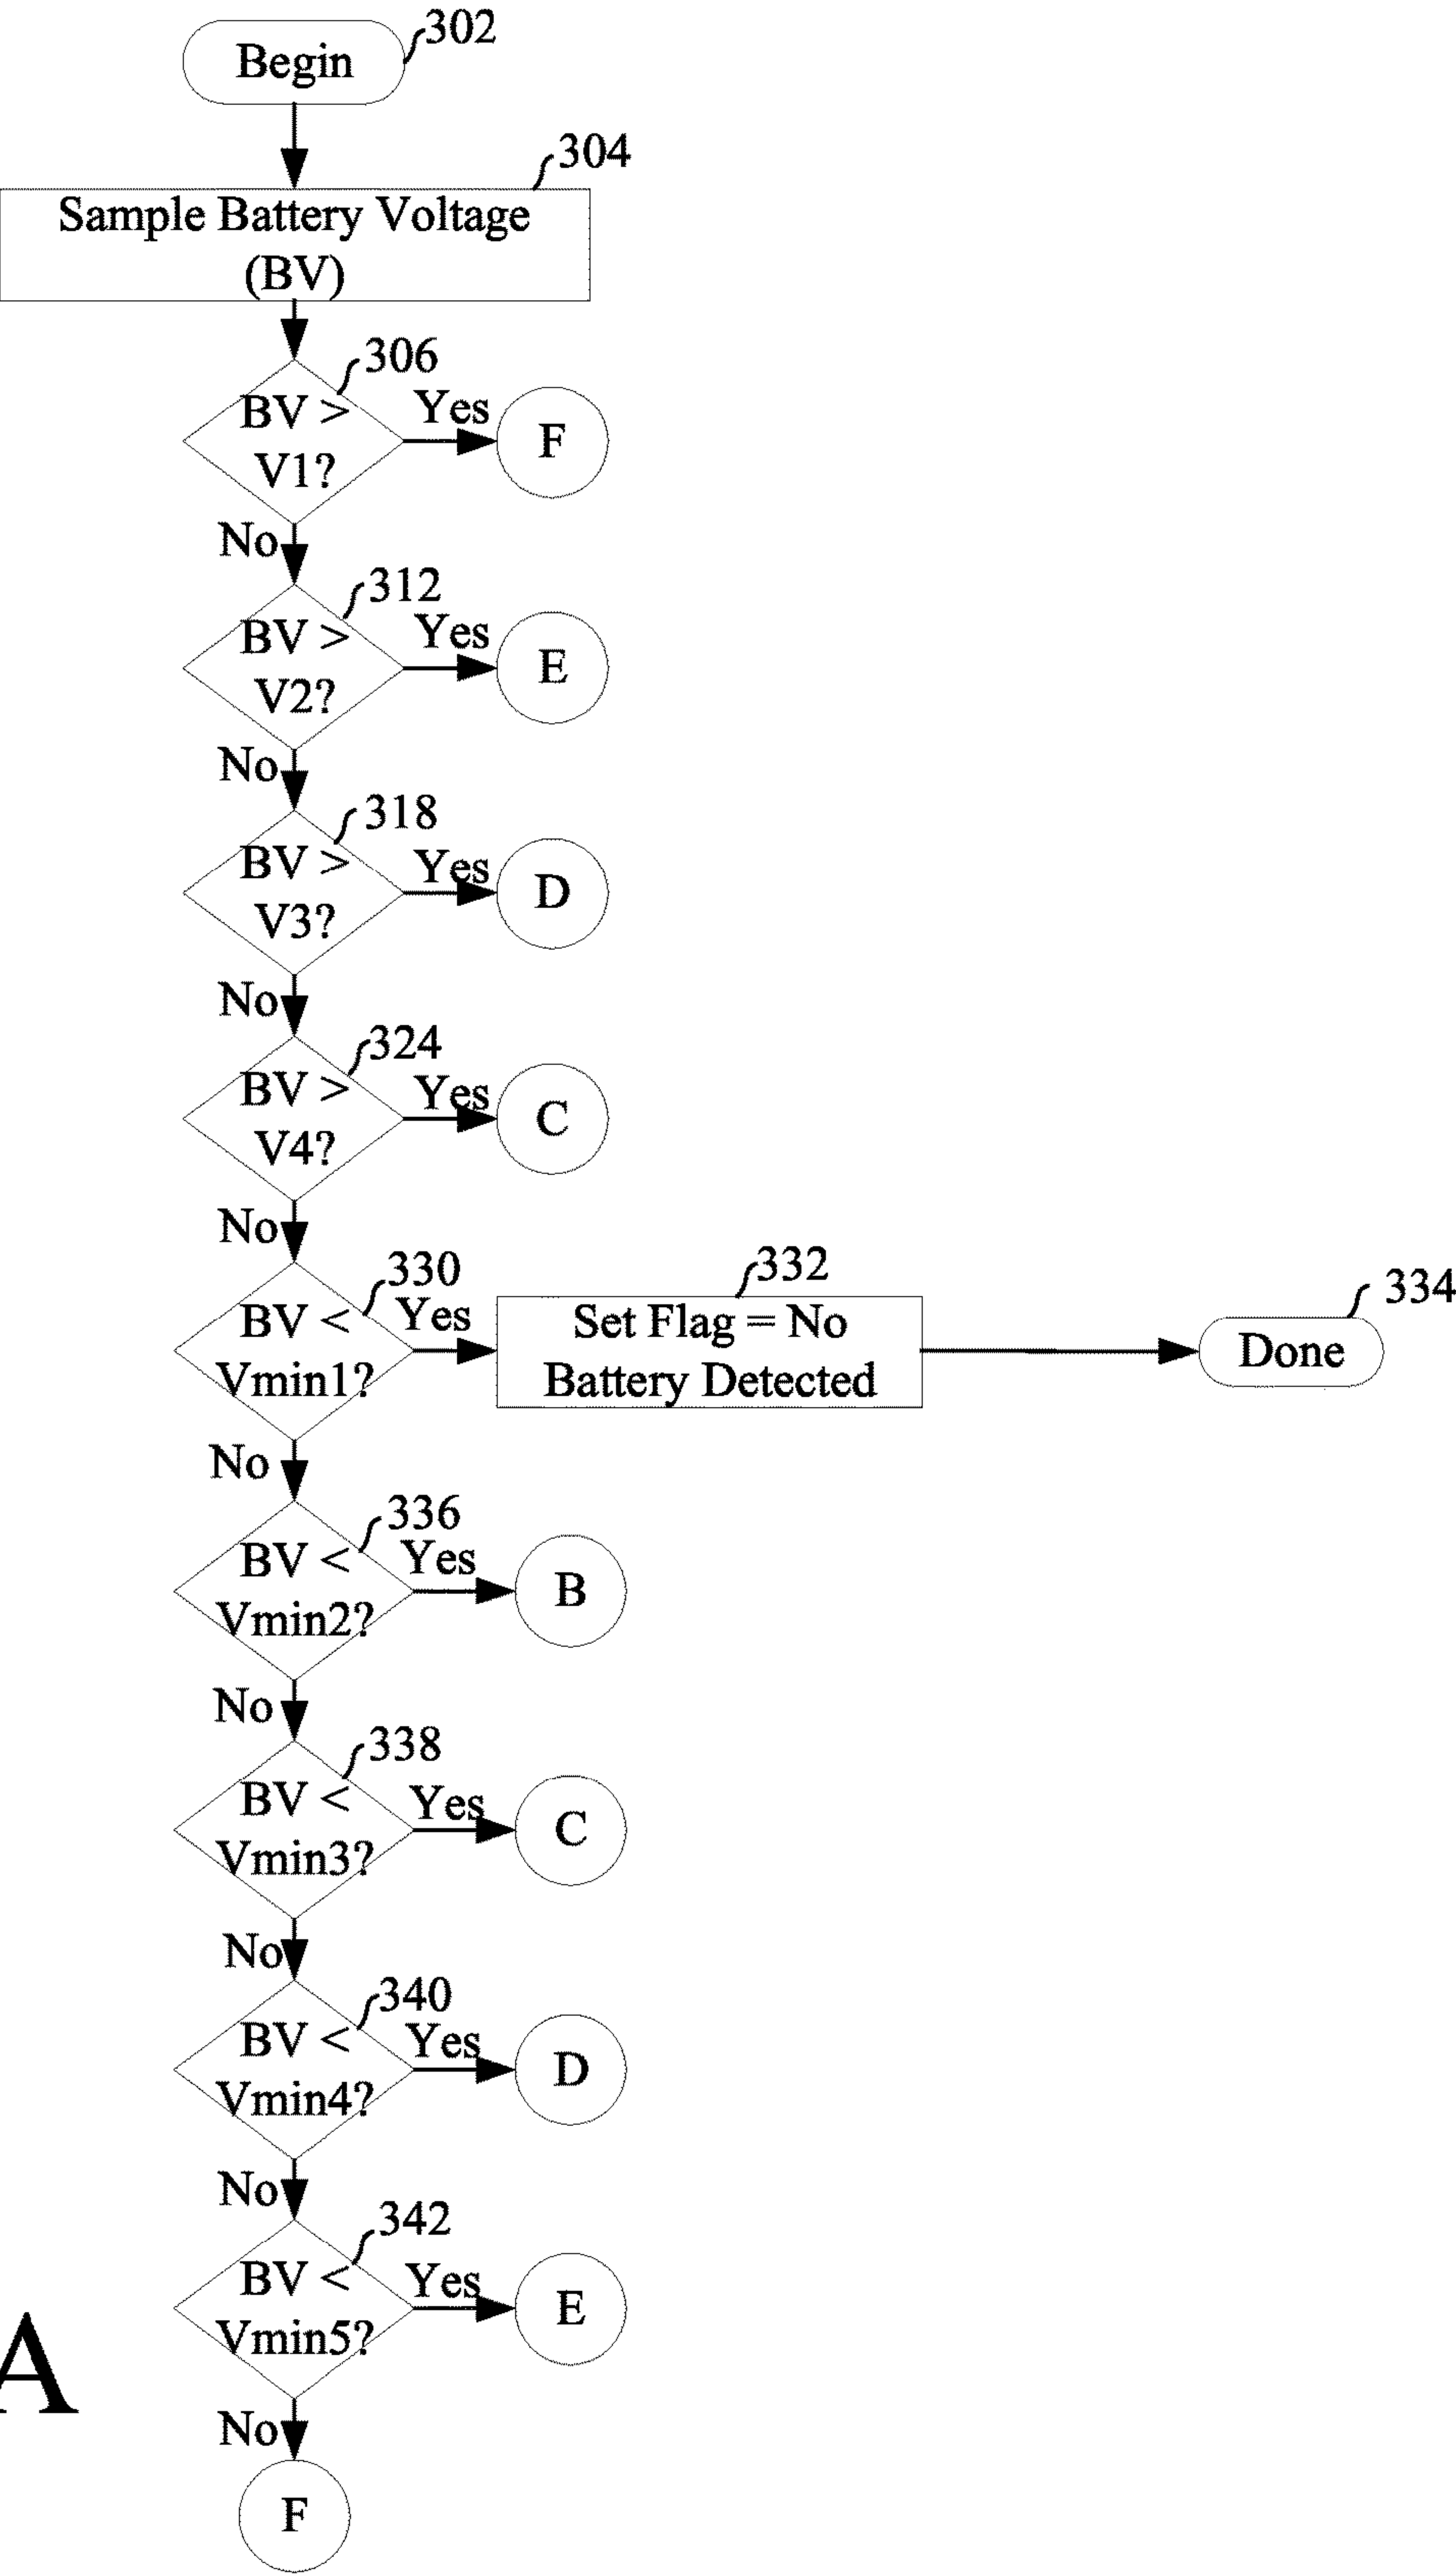 Begin
302
304
Sample Battery Voltage
(BV)
306
BV >
V1?
Yes
F
No
312
BV >
V2?
Yes
E
No
318
BV >
V3?
Yes
D
No
324
BV >
V4?
Yes
C
No
330
BV <
Vmin1?
Yes
332
Set Flag = No
Battery Detected
334
Done
No
336
BV <
Vmin2?
Yes
B
No
338
BV <
Vmin3?
Yes
C
No
340
BV <
Vmin4?
Yes
D
No
342
BV <
Vmin5?
Yes
E
A
No
F